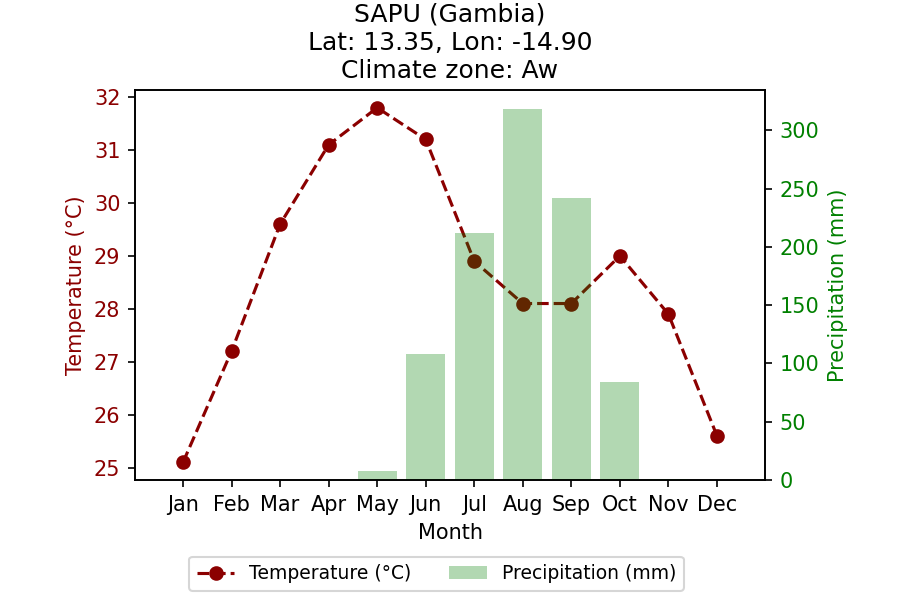 SAPU (Gambia)
Lat: 13.35, Lon: -14.90
Climate zone: Aw
32
31
30
29
28
27
26
25
Temperature (°C)
300
250
200
150
100
50
0
Precipitation (mm)
Jan Feb Mar Apr May Jun Jul Aug Sep Oct Nov Dec
Month
Temperature (°C) Precipitation (mm)